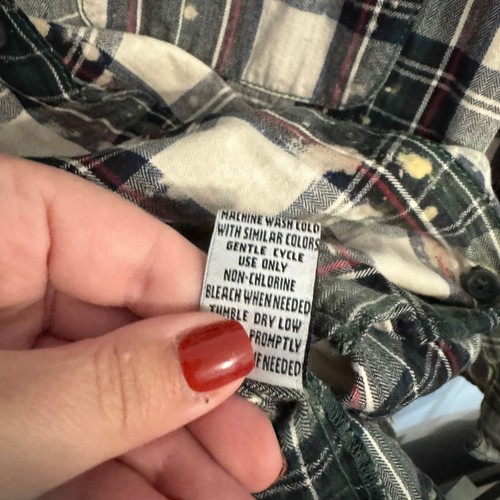 MACHINE WASH COLD
WITH SIMILAR COLORS
GENTLE CYCLE
USE ONLY
NON-CHLORINE
BLEACH WHEN NEEDED
TUMBLE DRY LOW
PROMPTLY
IF NEEDED